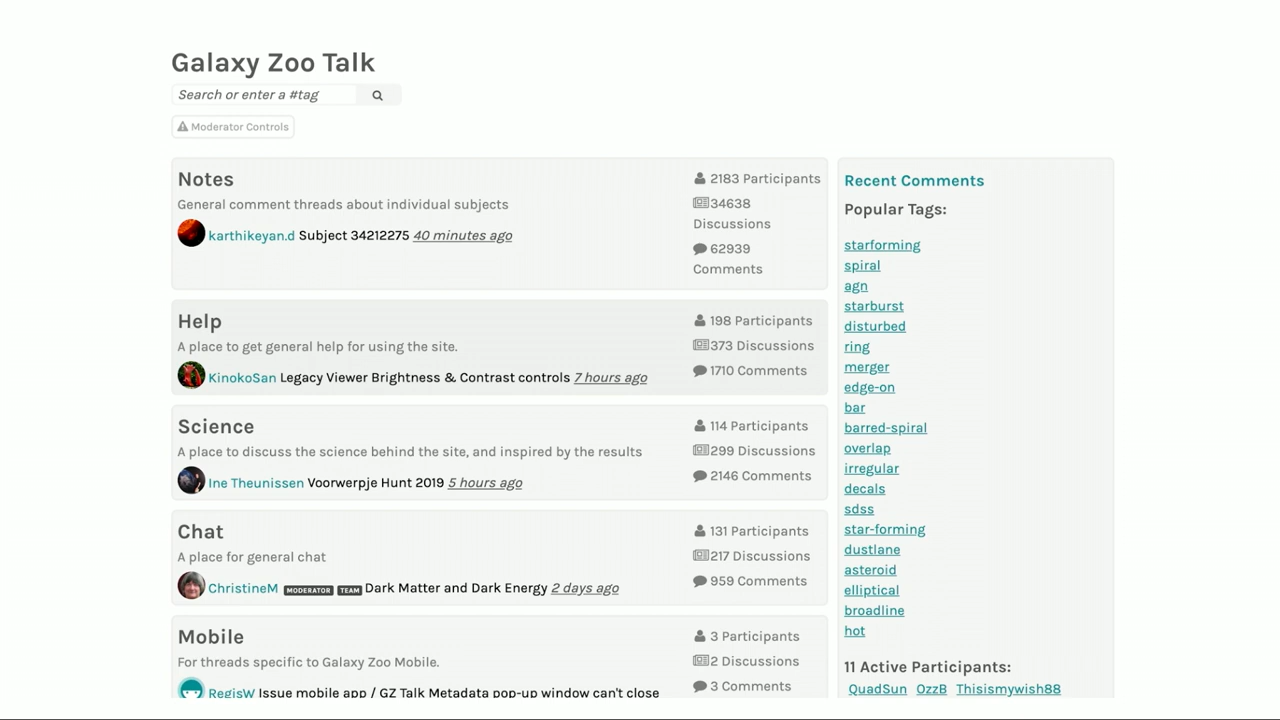 Galaxy Zoo Talk
Search or enter a #tag
Moderator Controls
Notes
General comment threads about individual subjects
karthikeyan.d Subject 34212275 40 minutes ago
2183 Participants
34638
Discussions
62939
Comments
Help
A place to get general help for using the site.
KinokoSan Legacy Viewer Brightness & Contrast controls 7 hours ago
198 Participants
373 Discussions
1710 Comments
Science
A place to discuss the science behind the site, and inspired by the results
Ine Theunissen Voorwerpje Hunt 2019 5 hours ago
114 Participants
299 Discussions
2146 Comments
Chat
A place for general chat
ChristineM MODERATOR TEAM Dark Matter and Dark Energy 2 days ago
131 Participants
217 Discussions
959 Comments
Mobile
For threads specific to Galaxy Zoo Mobile.
RegisW Issue mobile app / GZ Talk Metadata pop-up window can't close
3 Participants
2 Discussions
3 Comments
Recent Comments
Popular Tags:
starforming
spiral
agn
starburst
disturbed
ring
merger
edge-on
bar
barred-spiral
overlap
irregular
decals
sdss
star-forming
dustlane
asteroid
elliptical
broadline
hot
11 Active Participants:
QuadSun OzzB Thisismywish88